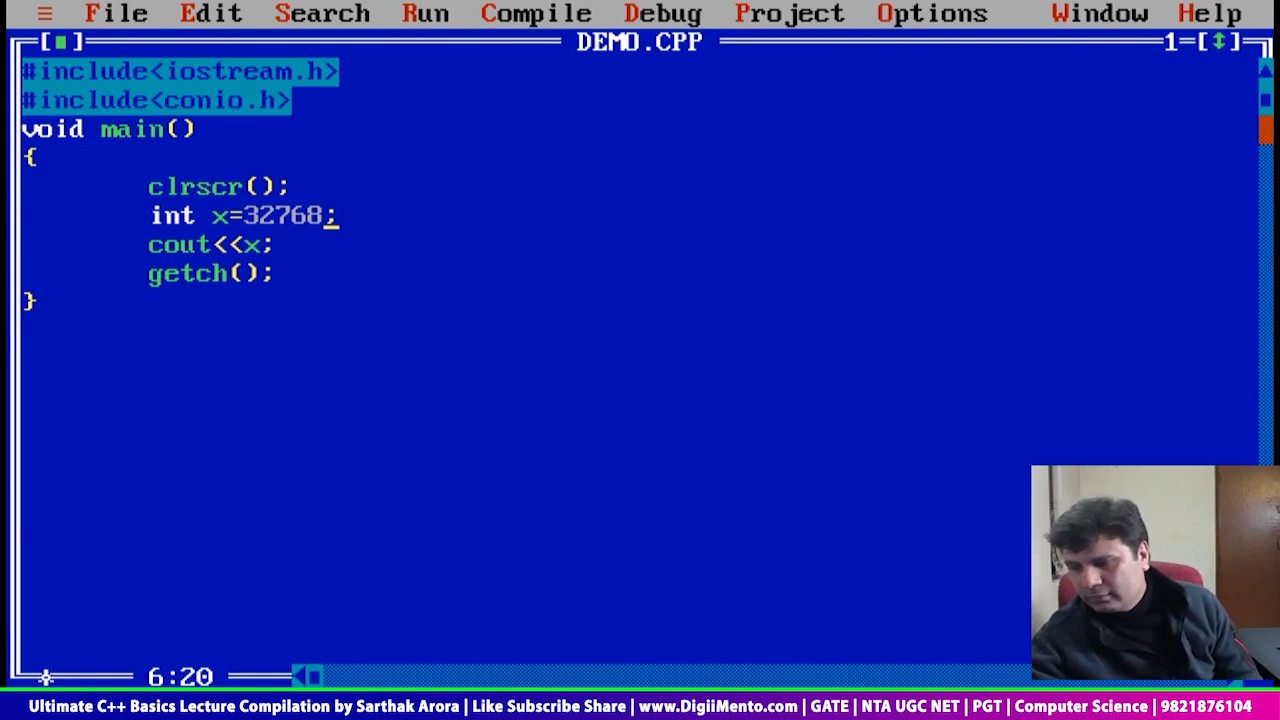 ≡ File Edit Search Run Compile Debug Project Options Window Help
[■] DEMO.CPP 1=[↕]
#include<iostream.h>
#include<conio.h>
void main()
{
clrscr();
int x=32768;
cout<<x;
getch();
}
6:20
Ultimate C++ Basics Lecture Compilation by Sarthak Arora | Like Subscribe Share | www.DigiiMento.com | GATE | NTA UGC NET | PGT | Computer Science | 9821876104